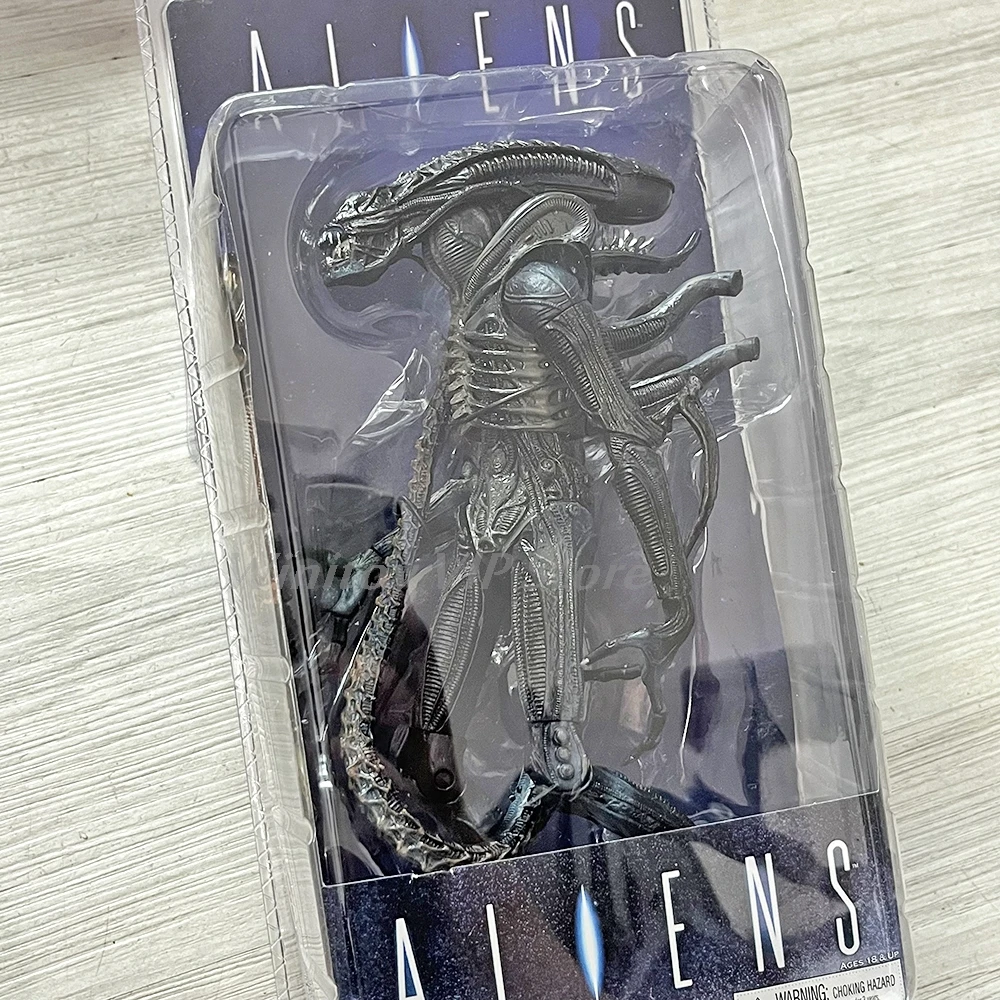 ALIENS
ALIENS
AGES 18 & UP
WARNING: CHOKING HAZARD